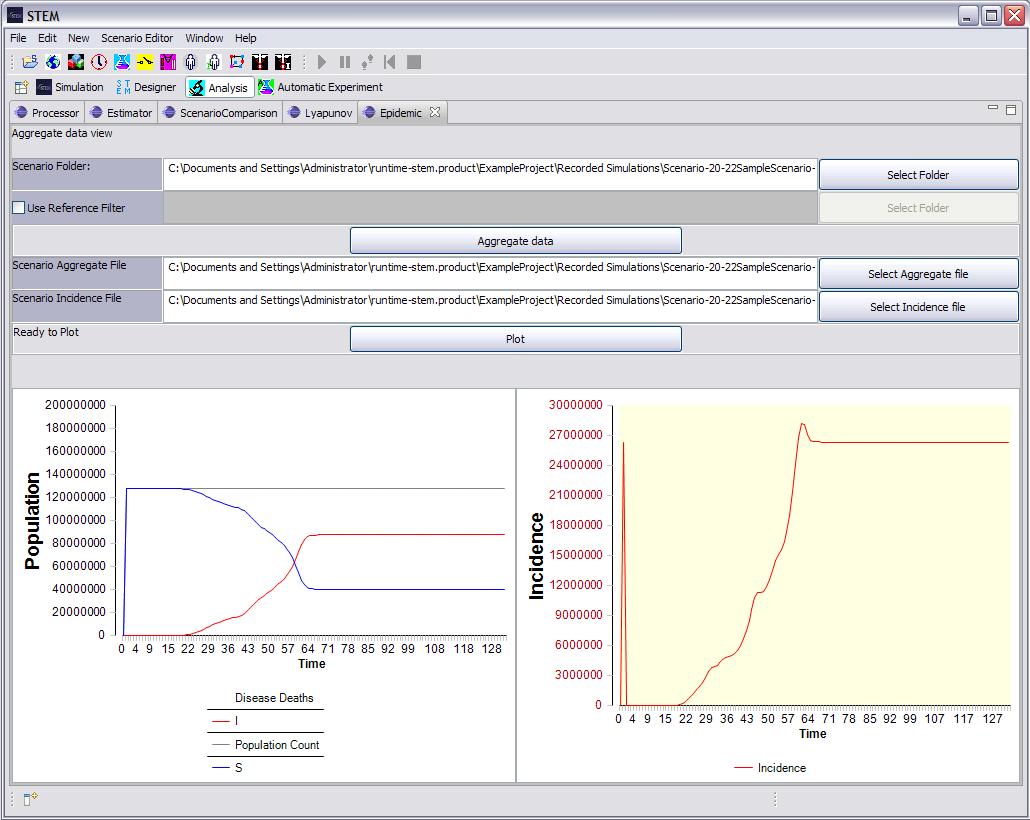 STEM
File Edit New Scenario Editor Window Help
Simulation Designer Analysis Automatic Experiment
Processor Estimator ScenarioComparison Lyapunov Epidemic
Aggregate data view
Scenario Folder: C:\Documents and Settings\Administrator\runtime-stem.product\ExampleProject\Recorded Simulations\Scenario-20-22SampleScenario- Select Folder
Use Reference Filter Select Folder
Aggregate data
Scenario Aggregate File C:\Documents and Settings\Administrator\runtime-stem.product\ExampleProject\Recorded Simulations\Scenario-20-22SampleScenario- Select Aggregate file
Scenario Incidence File C:\Documents and Settings\Administrator\runtime-stem.product\ExampleProject\Recorded Simulations\Scenario-20-22SampleScenario- Select Incidence file
Ready to Plot Plot
Population
200000000
180000000
160000000
140000000
120000000
100000000
80000000
60000000
40000000
20000000
0
0 4 9 15 22 29 36 43 50 57 64 71 78 85 92 99 108 118 128
Time
Disease Deaths
I
Population Count
S
Incidence
30000000
27000000
24000000
21000000
18000000
15000000
12000000
9000000
6000000
3000000
0
0 4 9 15 22 29 36 43 50 57 64 71 78 85 92 99 107 117 127
Time
Incidence